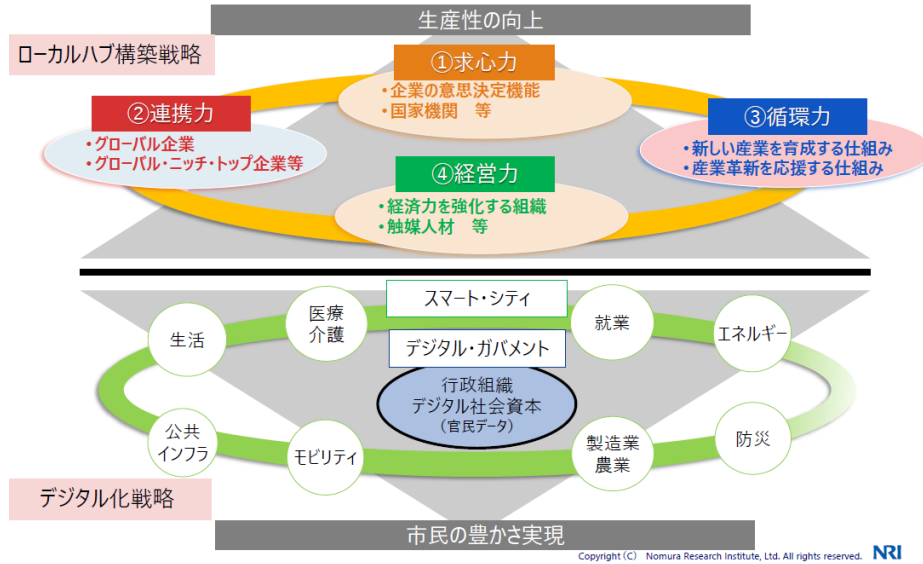 生産性の向上
ローカルハブ構築戦略
①求心力
・企業の意思決定機能
・国家機関 等
②連携力
・グローバル企業
・グローバル・ニッチ・トップ企業等
③循環力
・新しい産業を育成する仕組み
・産業革新を応援する仕組み
④経営力
・経済力を強化する組織
・触媒人材 等
スマート・シティ
医療
介護
就業
生活
エネルギー
デジタル・ガバメント
行政組織
デジタル社会資本
(官民データ)
公共
インフラ
モビリティ
製造業
農業
防災
デジタル化戦略
市民の豊かさ実現
Copyright (C) Nomura Research Institute, Ltd. All rights reserved. NRI